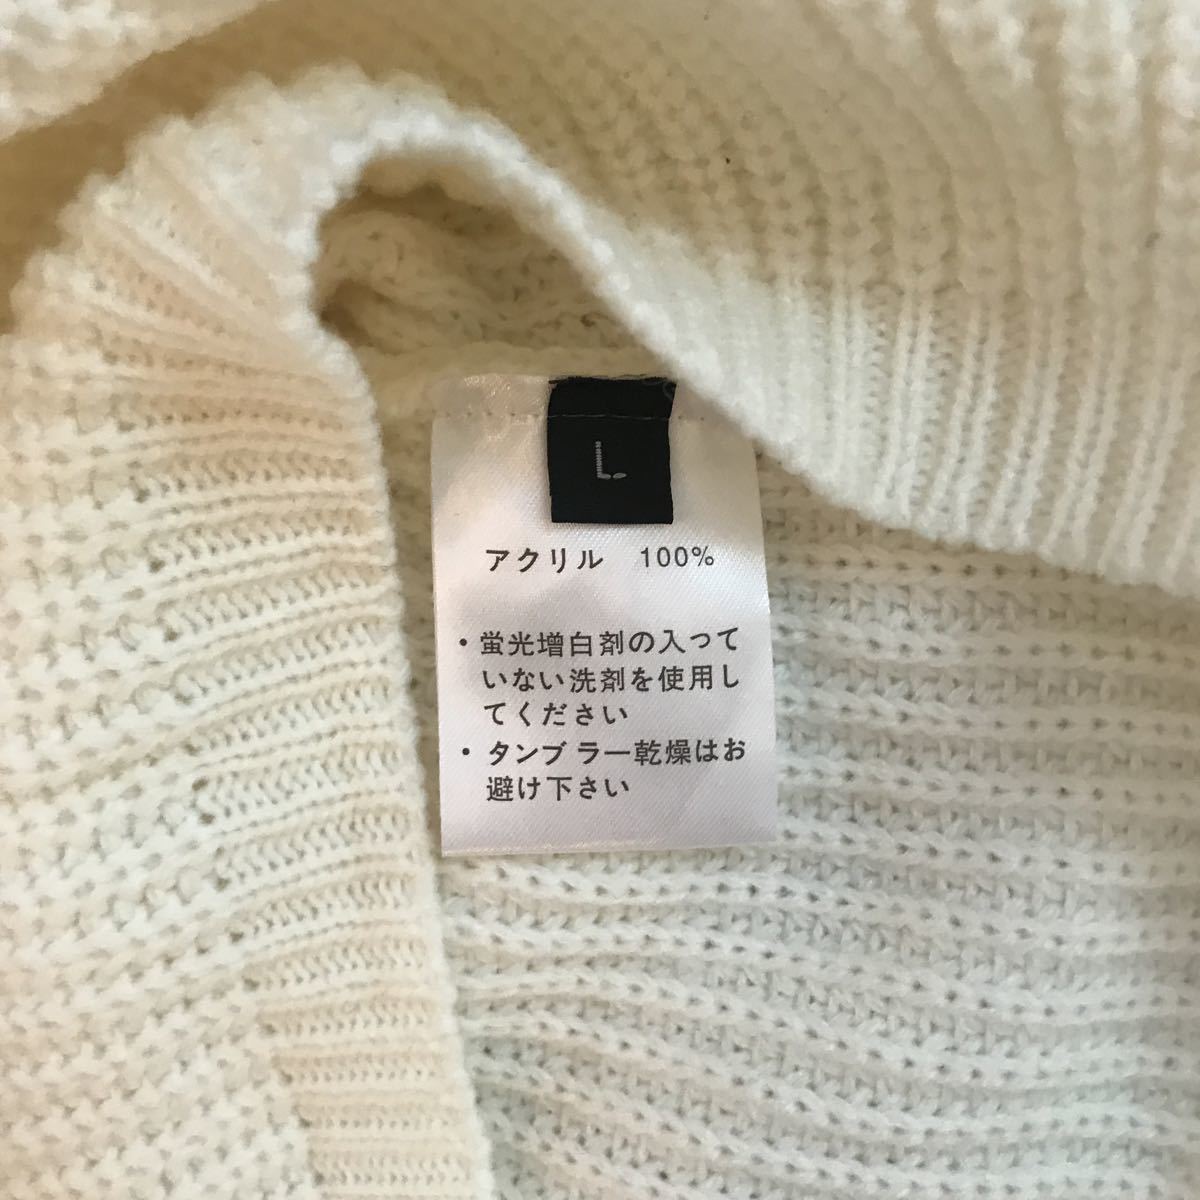 L
アクリル 100%
・蛍光増白剤の入って
いない洗剤を使用し
てください
・タンブラー乾燥はお
避け下さい